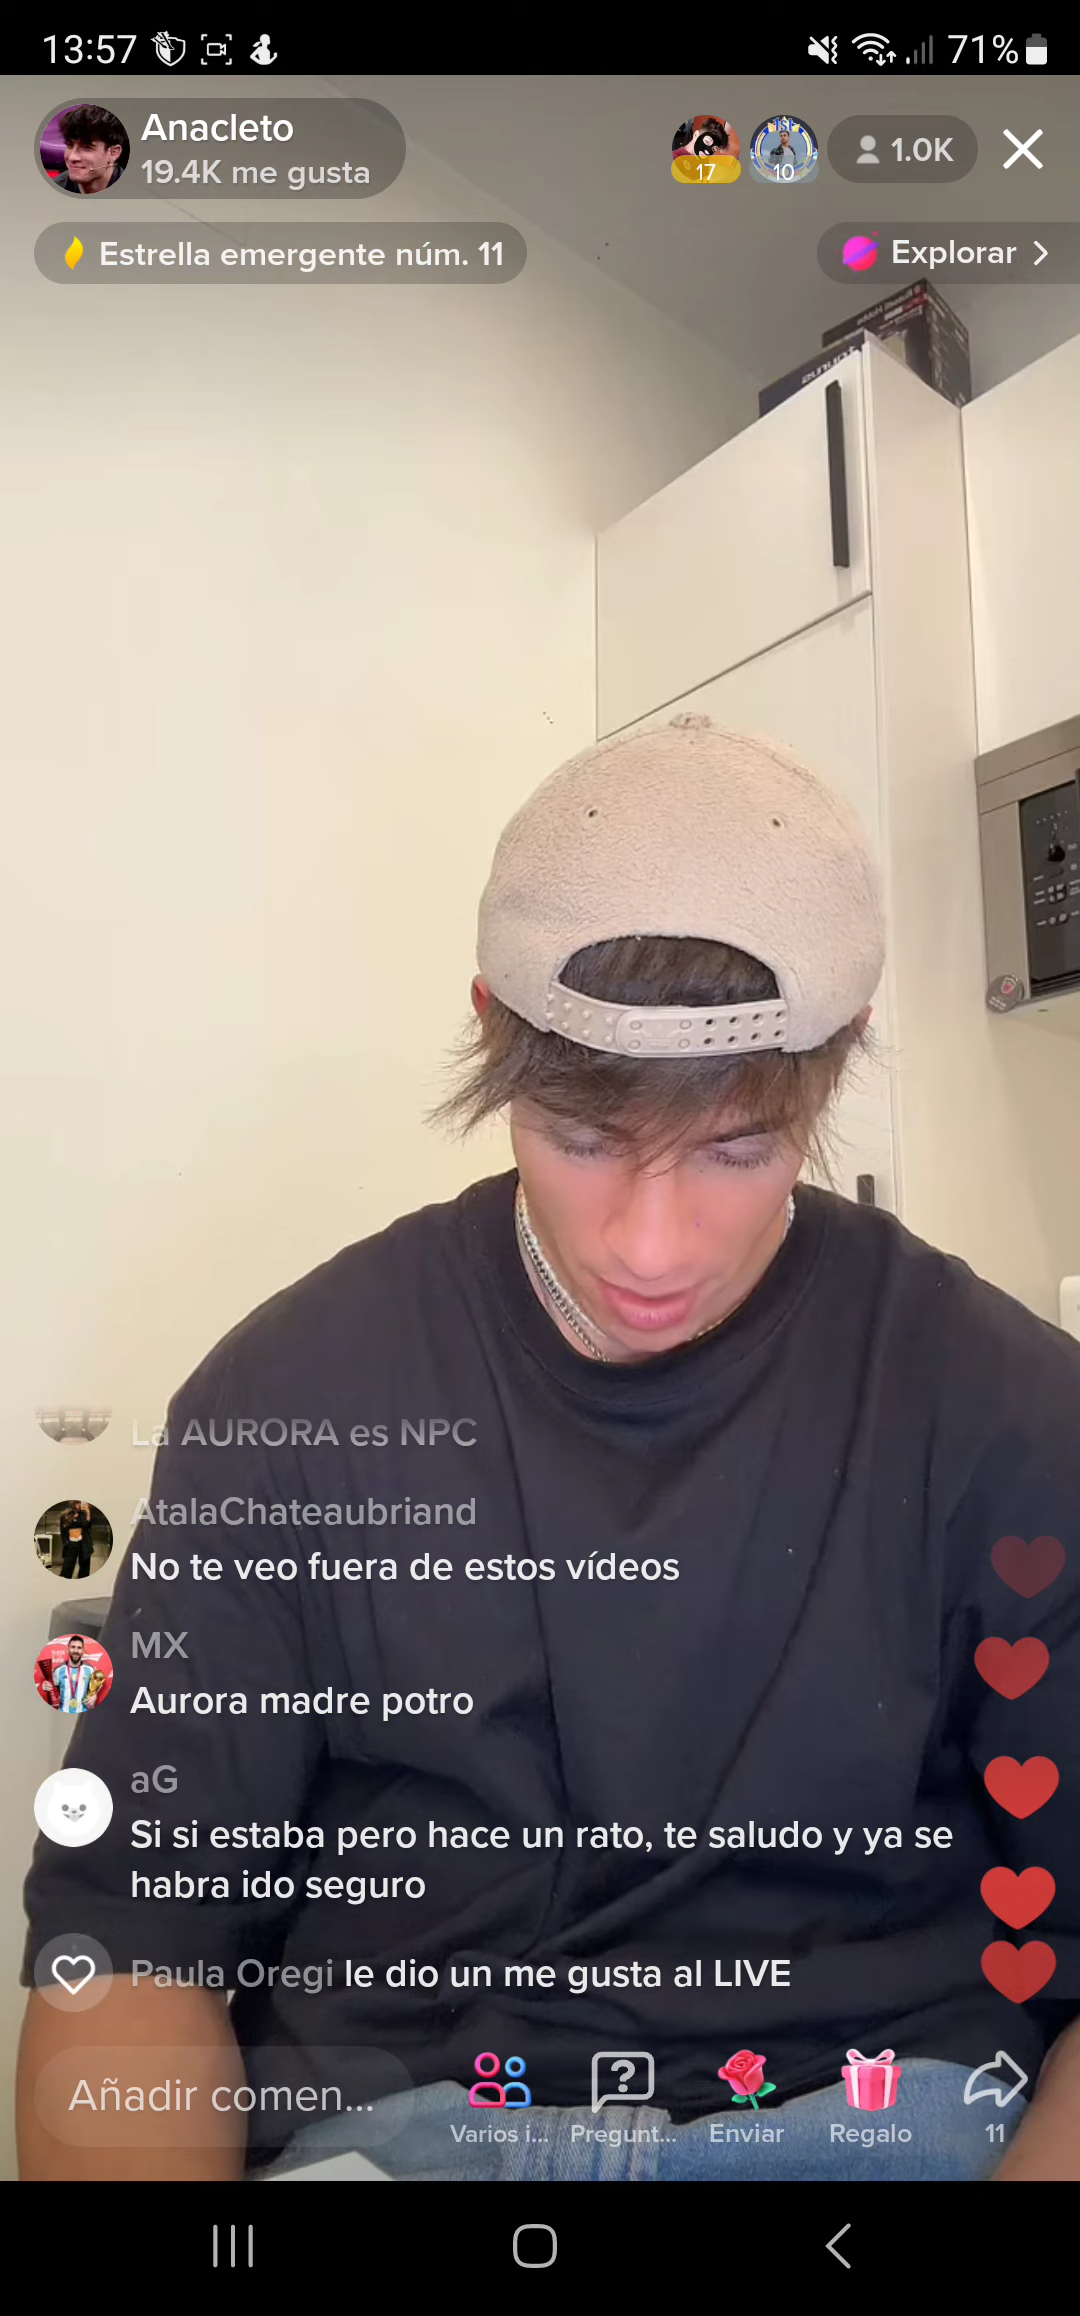 13:57
71%
Anacleto
19.4K me gusta
17
10
1.0K
Estrella emergente núm. 11
Explorar
La AURORA es NPC
AtalaChateaubriand
No te veo fuera de estos vídeos
MX
Aurora madre potro
aG
Si si estaba pero hace un rato, te saludo y ya se
habra ido seguro
Paula Oregi le dio un me gusta al LIVE
Añadir comen...
Varios i...
Pregunt...
Enviar
Regalo
11